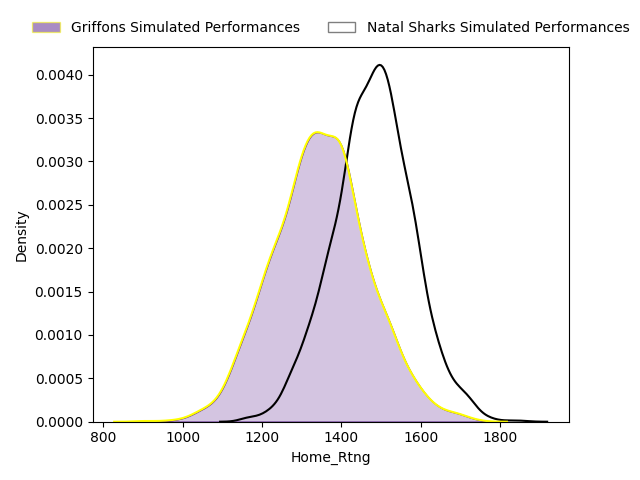 Griffons Simulated Performances
Natal Sharks Simulated Performances
0.0040
0.0035
0.0030
0.0025
0.0020
0.0015
0.0010
0.0005
0.0000
Density
800 1000 1200 1400 1600 1800
Home_Rtng